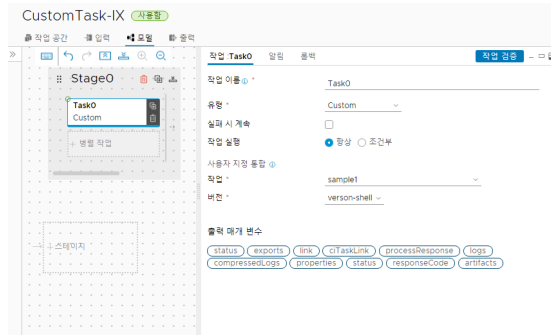 CustomTask-IX 사용함
작업 공간 입력 모델 출력
작업 :Task0 알림 롤백 작업 검증
Stage0
Task0
Custom
+ 병렬 작업
+ 스테이지
작업 이름 *
Task0
유형 *
Custom
실패 시 계속
작업 실행
항상 조건부
사용자 지정 통합
작업 *
sample1
버전 *
verson-shell
출력 매개 변수
status exports link ciTaskLink processResponse logs
compressedLogs properties status responseCode artifacts